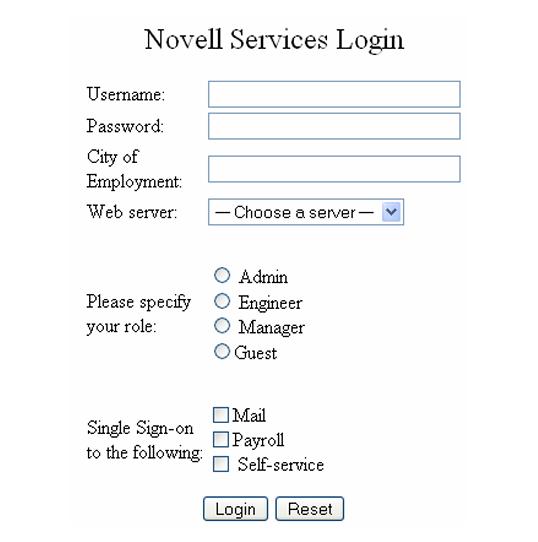 Novell Services Login
Username:
Password:
City of
Employment:
Web server: — Choose a server —
Admin
Please specify Engineer
your role: Manager
Guest
Mail
Single Sign-on Payroll
to the following: Self-service
Login Reset